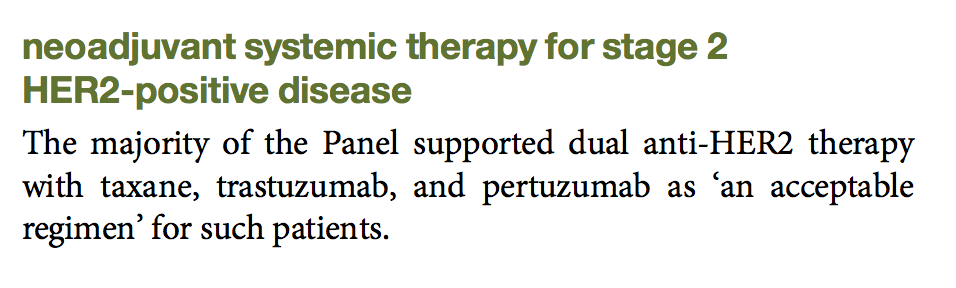 neoadjuvant systemic therapy for stage 2
HER2-positive disease
The majority of the Panel supported dual anti-HER2 therapy
with taxane, trastuzumab, and pertuzumab as ‘an acceptable
regimen’ for such patients.